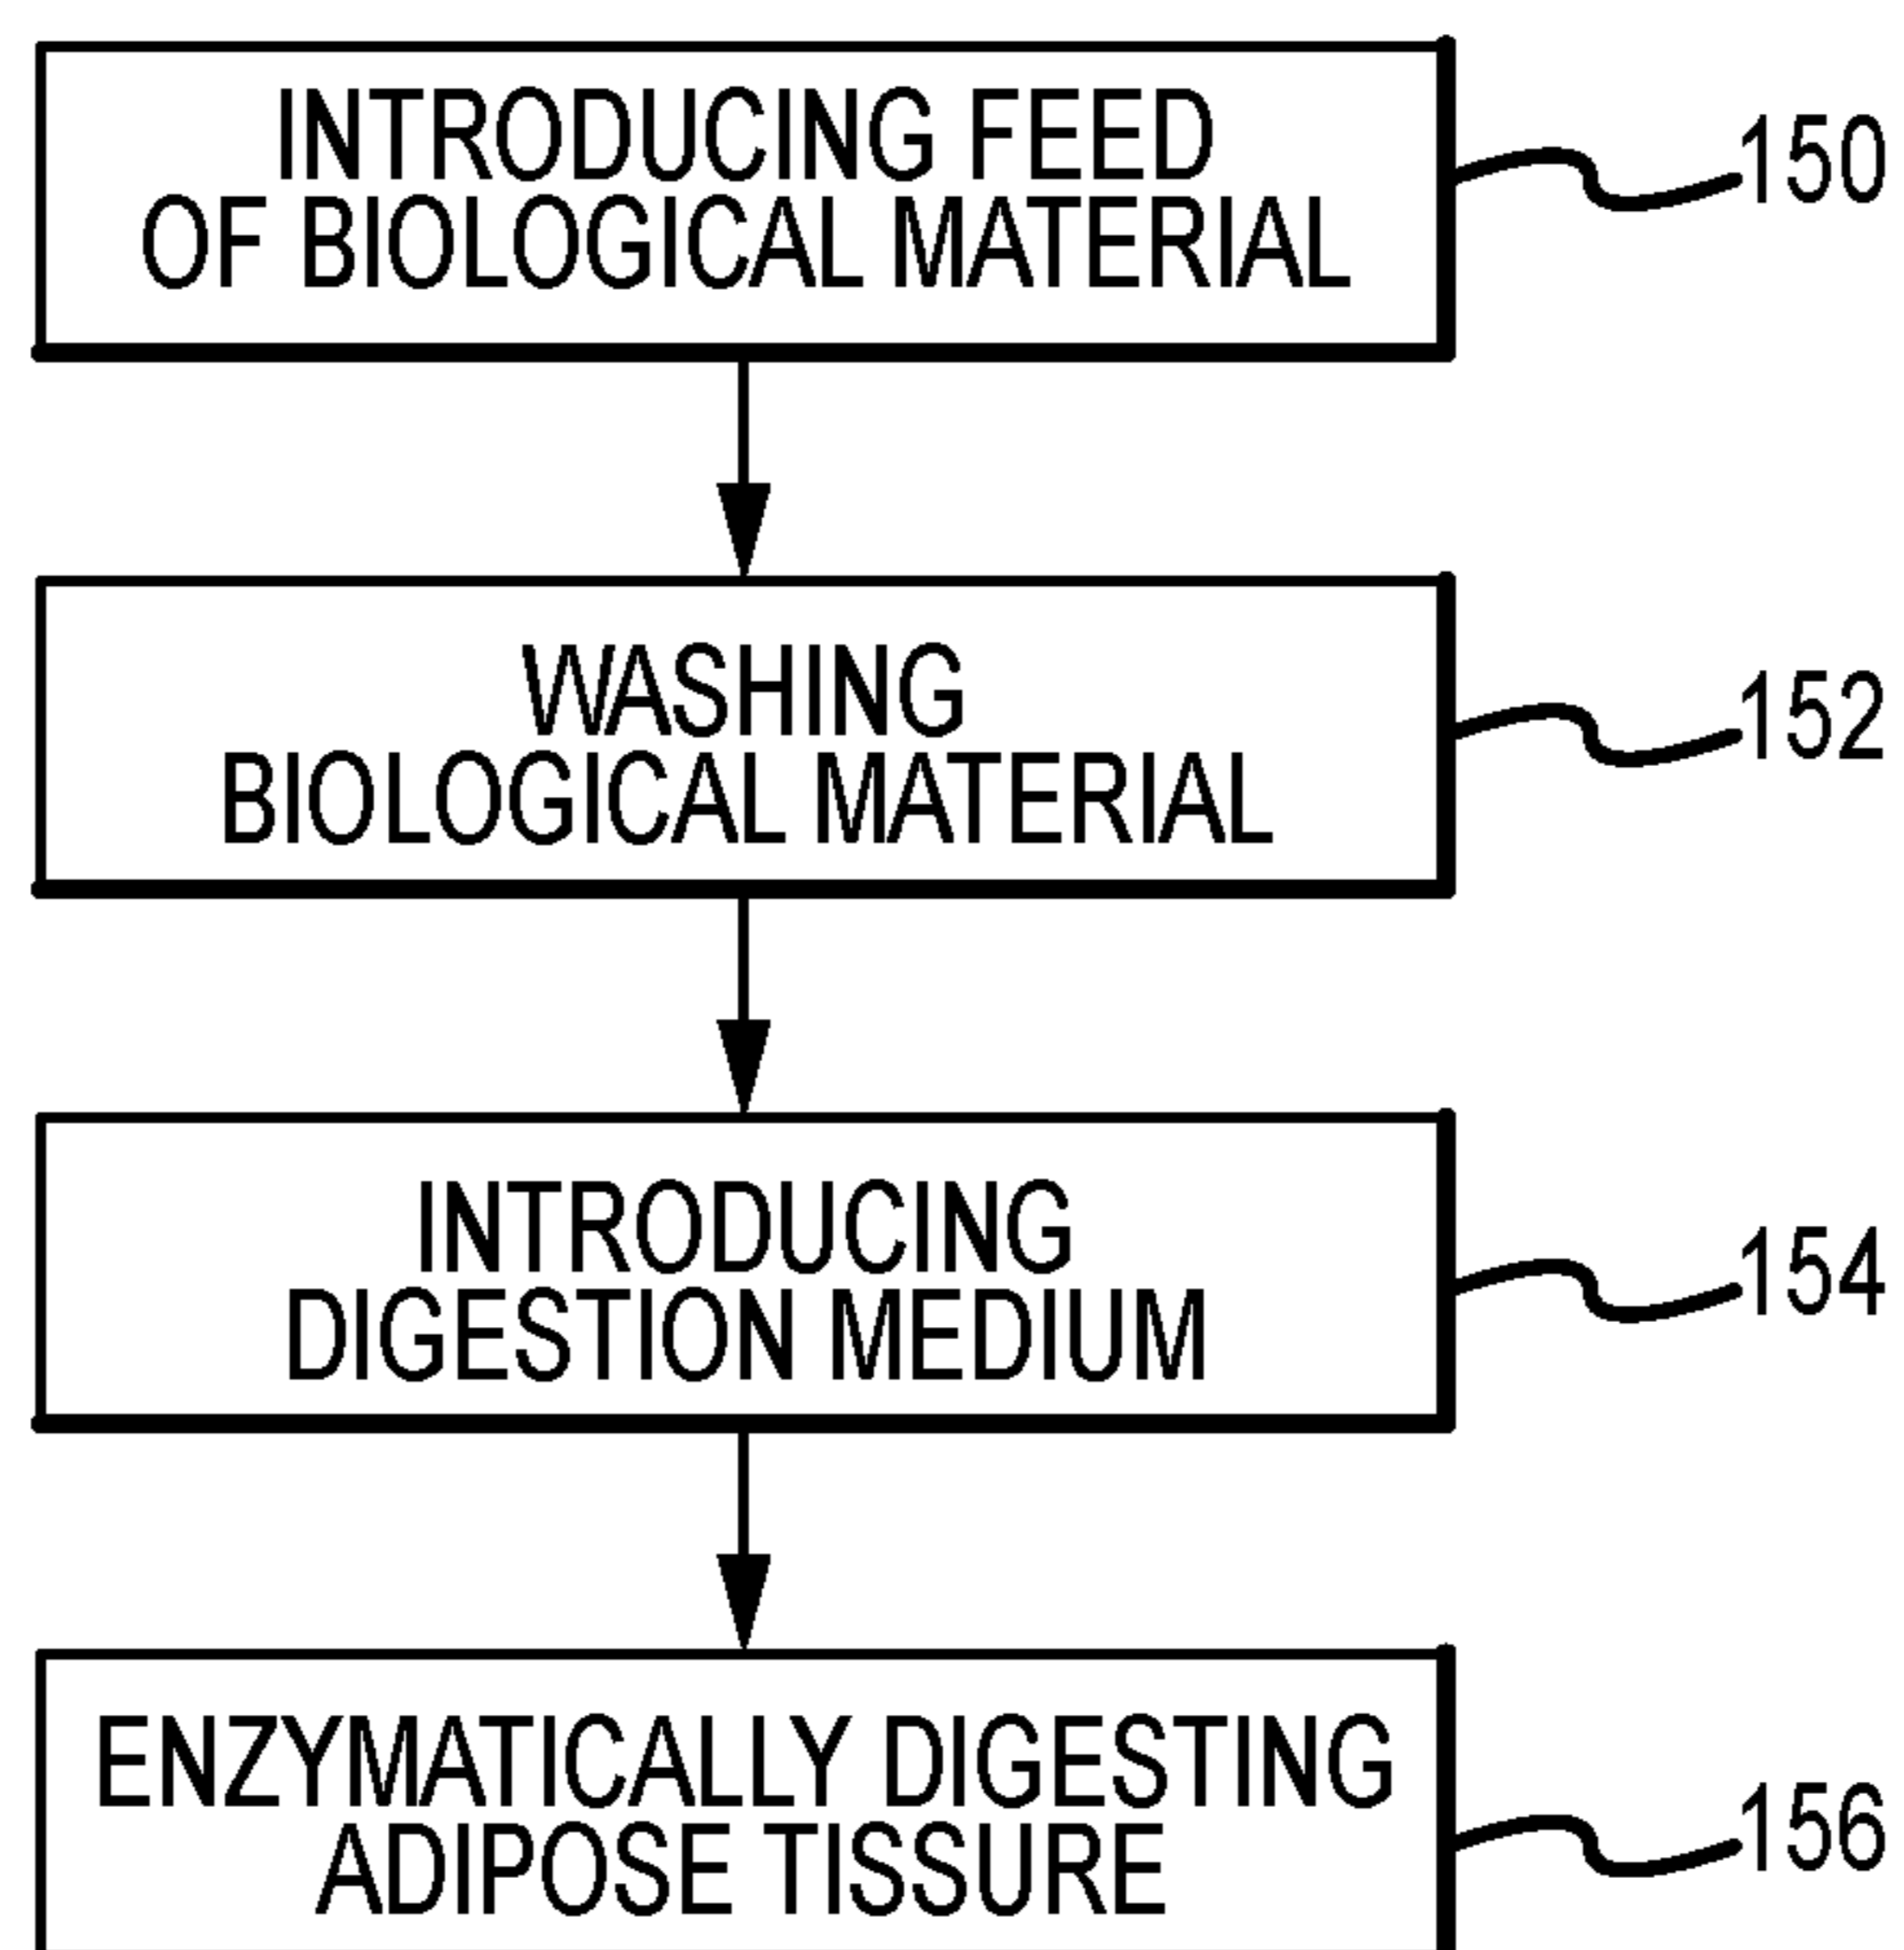 INTRODUCING FEED
OF BIOLOGICAL MATERIAL
150
WASHING
BIOLOGICAL MATERIAL
152
INTRODUCING
DIGESTION MEDIUM
154
ENZYMATICALLY DIGESTING
ADIPOSE TISSURE
156